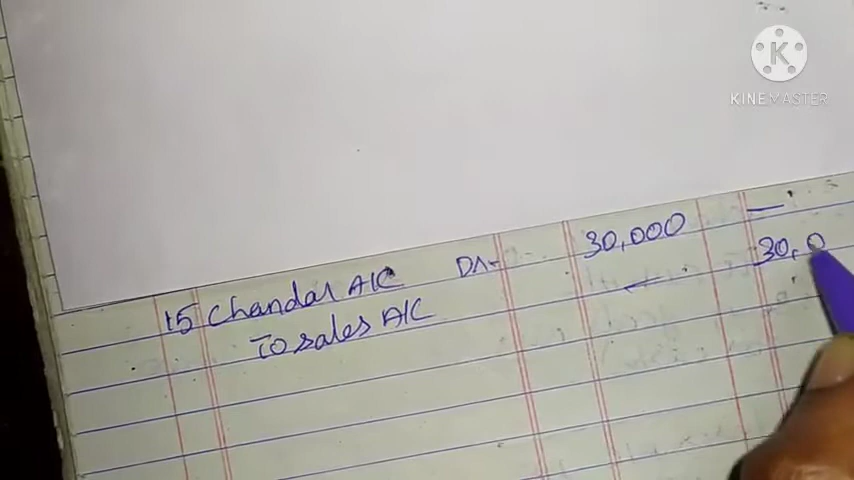 K
KINEMASTER
15 Chandar A/C Dr- 30,000 —
To sales A/C — 30,0